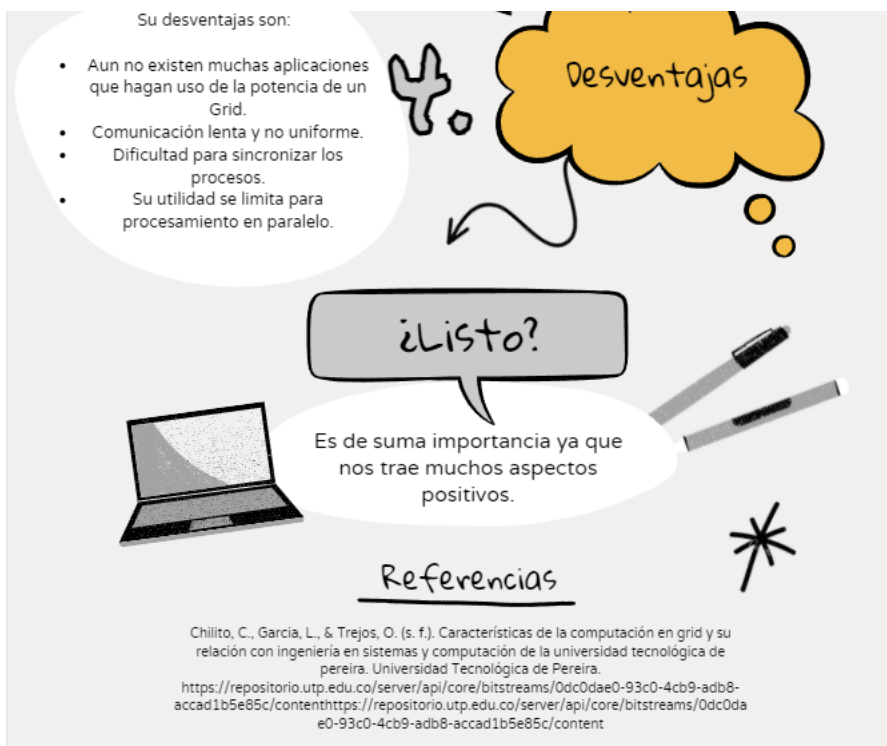 Su desventajas son:
Aun no existen muchas aplicaciones
que hagan uso de la potencia de un
Grid.
Comunicación lenta y no uniforme.
Dificultad para sincronizar los
procesos.
Su utilidad se limita para
procesamiento en paralelo.
4.
Desventajas
¿Listo?
Es de suma importancia ya que
nos trae muchos aspectos
positivos.
Referencias
Chilito, C., Garcia, L., & Trejos, O. (s. f.). Características de la computación en grid y su
relación con ingeniería en sistemas y computación de la universidad tecnológica de
pereira. Universidad Tecnológica de Pereira.
https://repositorio.utp.edu.co/server/api/core/bitstreams/0dc0dae0-93c0-4cb9-adb8-
accad1b5e85c/contenthttps://repositorio.utp.edu.co/server/api/core/bitstreams/0dc0da
e0-93c0-4cb9-adb8-accad1b5e85c/content